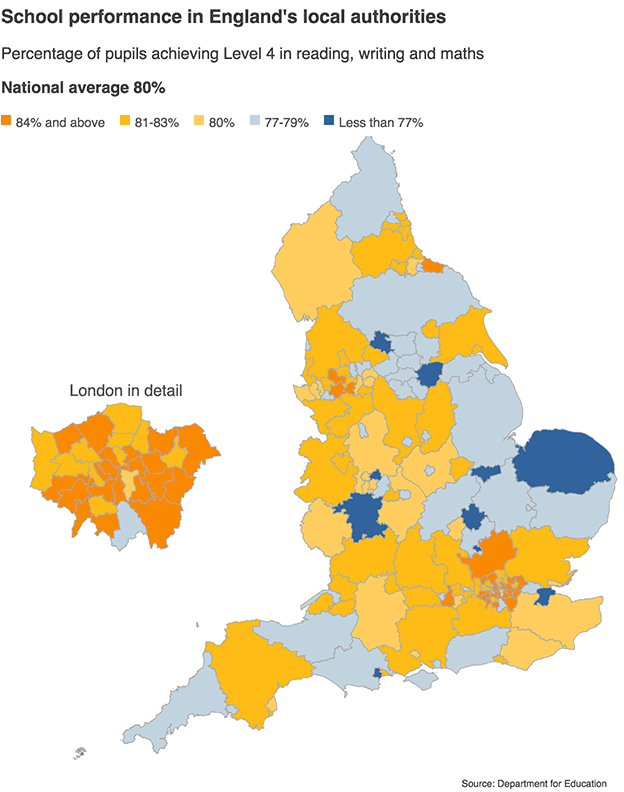 School performance in England's local authorities
Percentage of pupils achieving Level 4 in reading, writing and maths
National average 80%
84% and above 81-83% 80% 77-79% Less than 77%
London in detail
Source: Department for Education